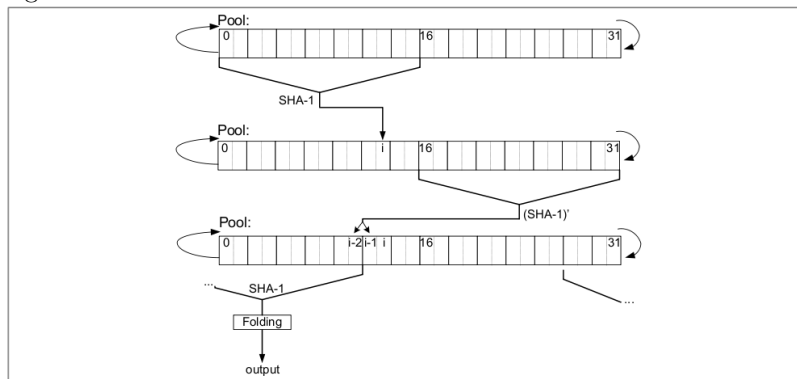 Pool:
0 16 31
SHA-1
Pool:
0 i 16 31
(SHA-1)'
Pool:
0 i-2 i-1 i 16 31
... SHA-1
...
Folding
output